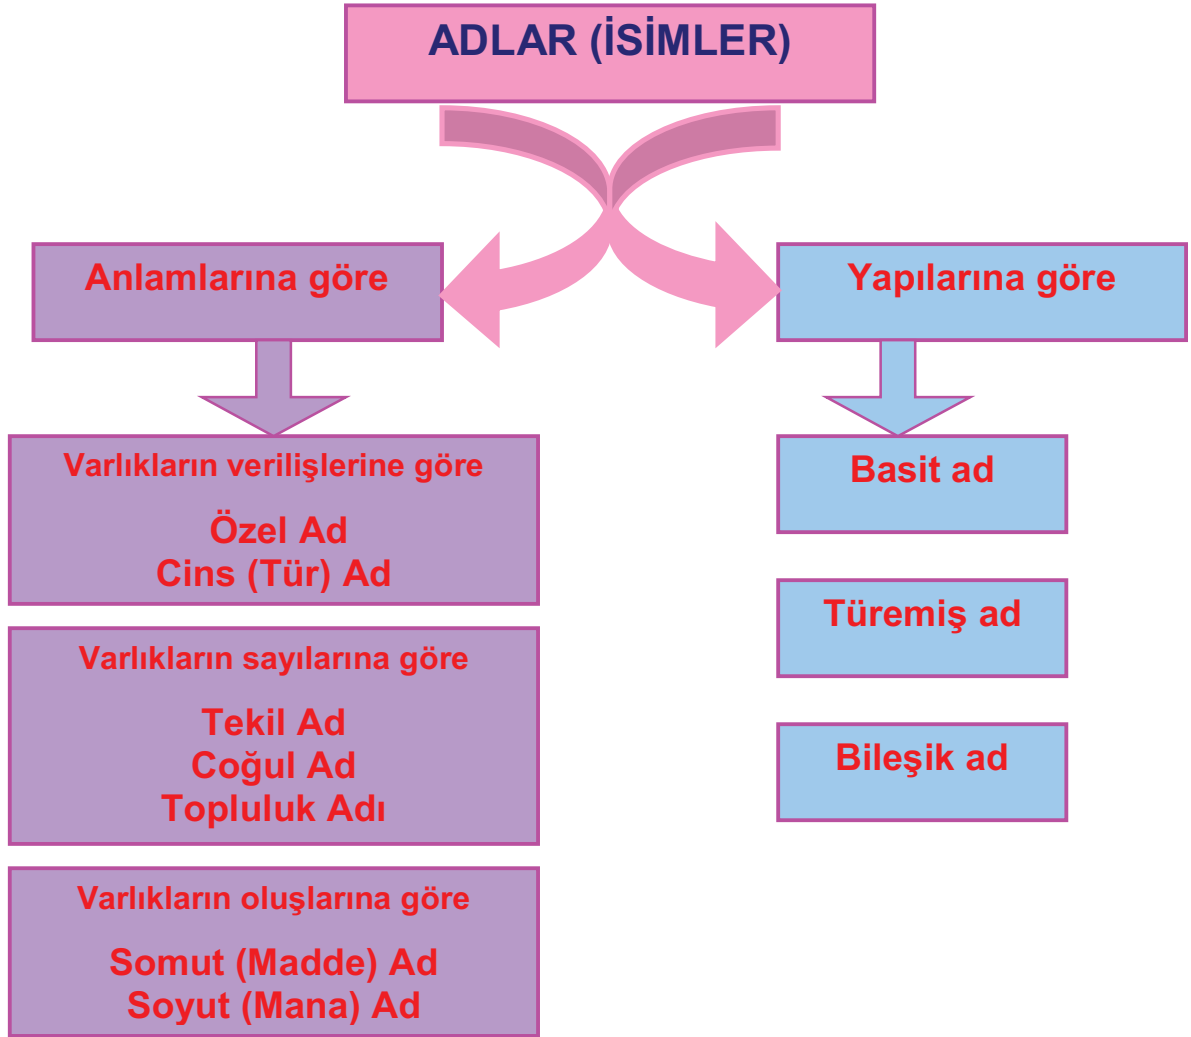 ADLAR (İSİMLER)
Anlamlarına göre
Varlıkların verilişlerine göre
Özel Ad
Cins (Tür) Ad
Varlıkların sayılarına göre
Tekil Ad
Coğul Ad
Topluluk Adı
Varlıkların oluşlarına göre
Somut (Madde) Ad
Soyut (Mana) Ad
Yapılarına göre
Basit ad
Türemiş ad
Bileşik ad